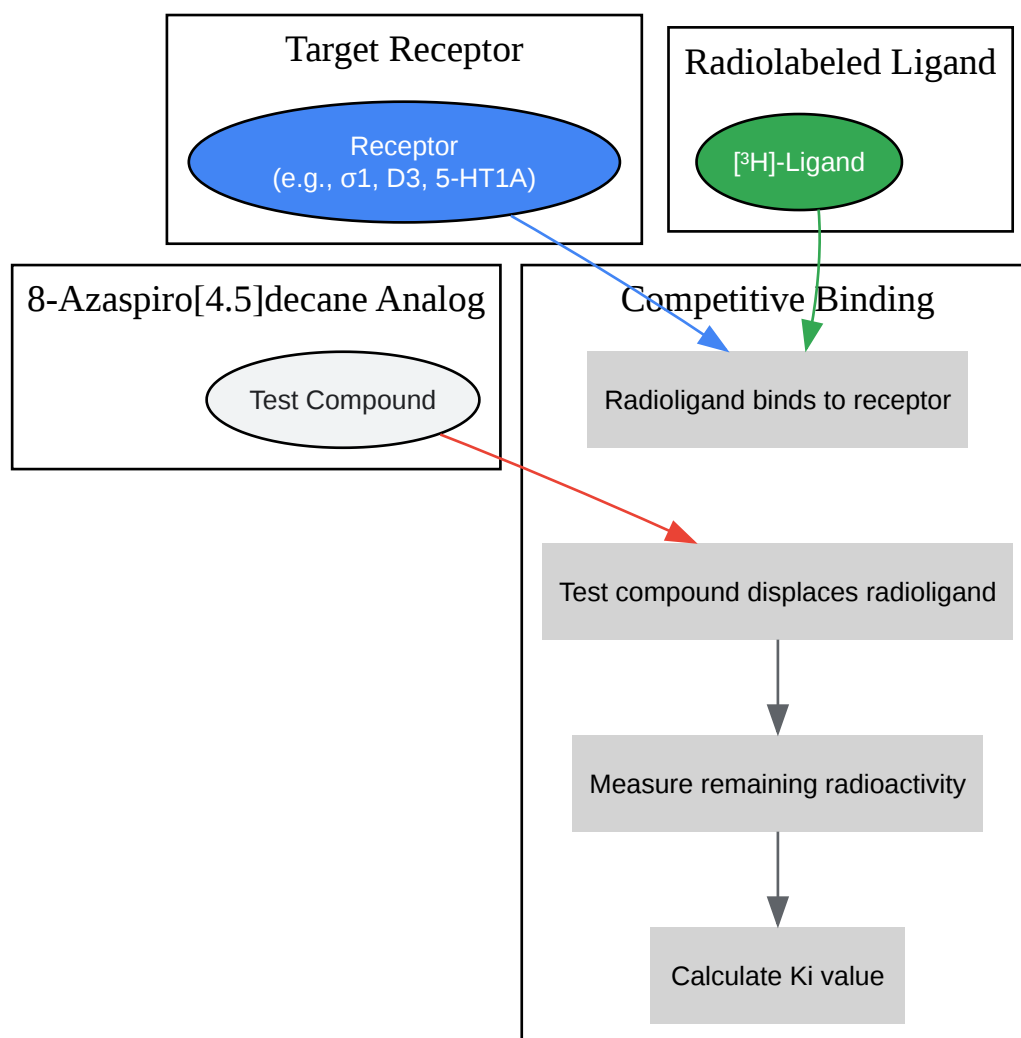 Target Receptor
Receptor
(e.g., σ1, D3, 5-HT1A)
Radiolabeled Ligand
[³H]-Ligand
8-Azaspiro[4.5]decane Analog
Test Compound
Competitive Binding
Radioligand binds to receptor
Test compound displaces radioligand
Measure remaining radioactivity
Calculate Ki value